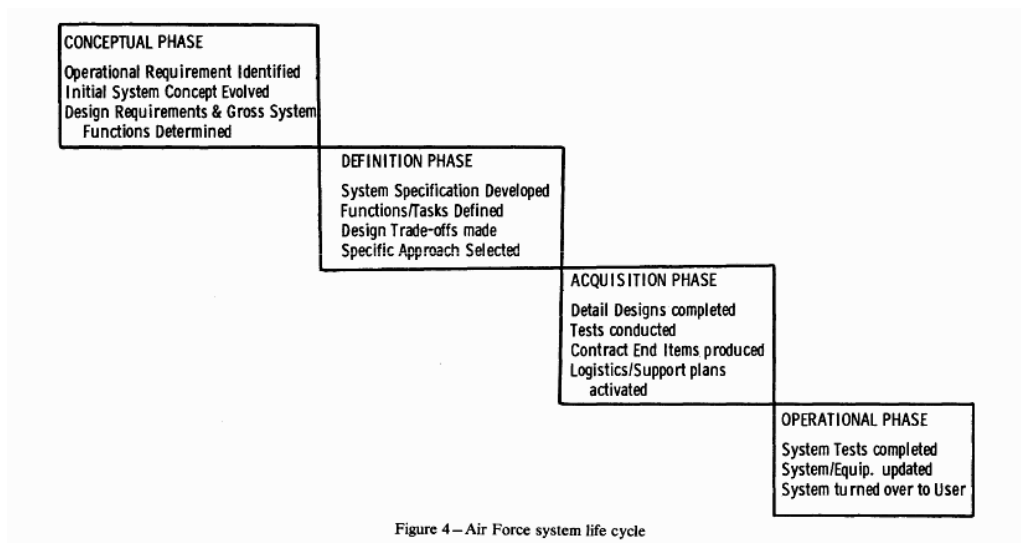 CONCEPTUAL PHASE
Operational Requirement Identified
Initial System Concept Evolved
Design Requirements & Gross System
Functions Determined
DEFINITION PHASE
System Specification Developed
Functions/Tasks Defined
Design Trade-offs made
Specific Approach Selected
ACQUISITION PHASE
Detail Designs completed
Tests conducted
Contract End Items produced
Logistics/Support plans
activated
OPERATIONAL PHASE
System Tests completed
System/Equip. updated
System turned over to User
Figure 4—Air Force system life cycle